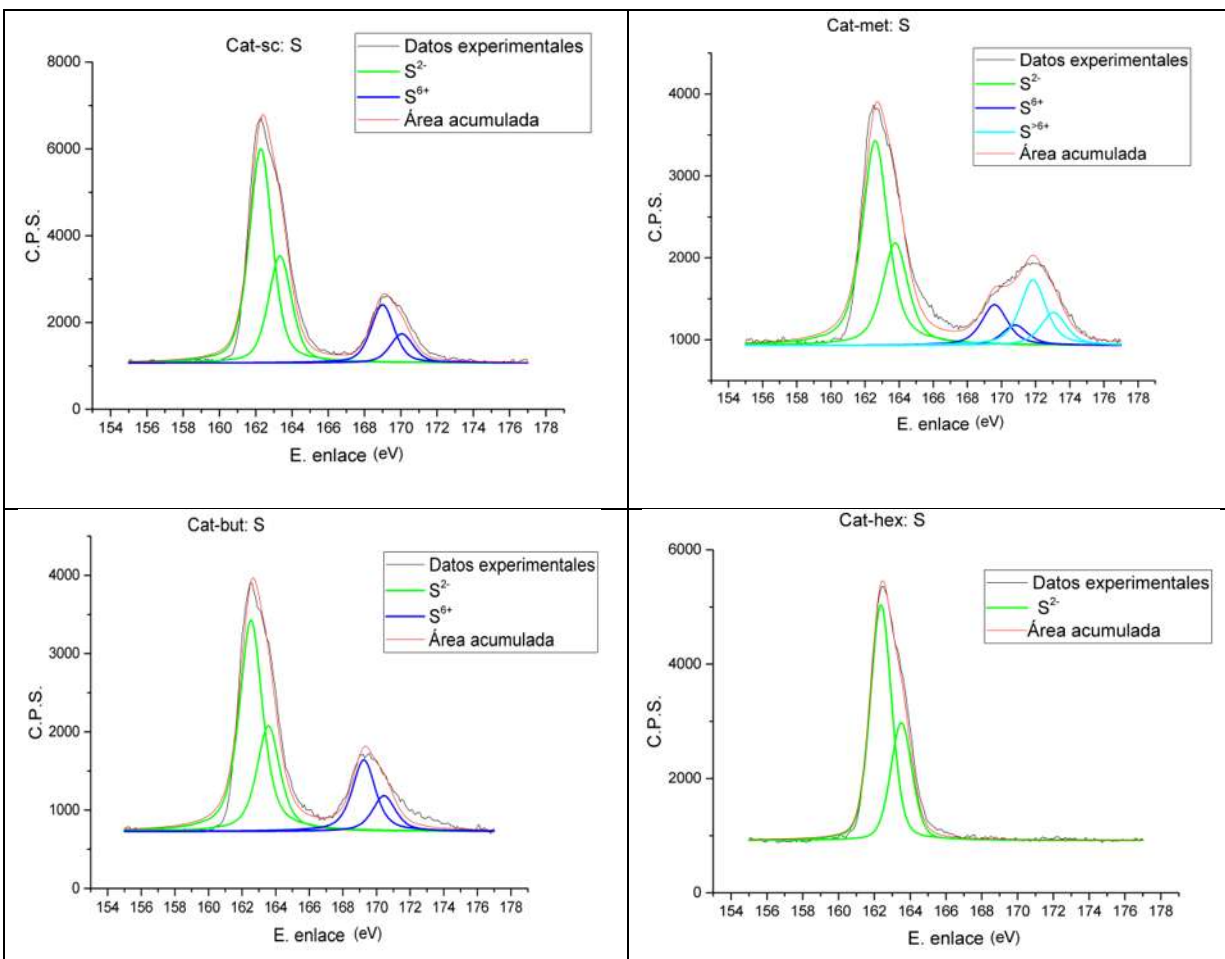 Cat-sc: S
Datos experimentales
S2-
S6+
Área acumulada
8000
6000
4000
2000
0
C.P.S.
154 156 158 160 162 164 166 168 170 172 174 176 178
E. enlace (eV)
Cat-met: S
Datos experimentales
S2-
S6+
S>6+
Área acumulada
4000
3000
2000
1000
C.P.S.
154 156 158 160 162 164 166 168 170 172 174 176 178
E. enlace (eV)
Cat-but: S
Datos experimentales
S2-
S6+
Área acumulada
4000
3000
2000
1000
0
C.P.S.
154 156 158 160 162 164 166 168 170 172 174 176 178
E. enlace (eV)
Cat-hex: S
Datos experimentales
S2-
Área acumulada
6000
4000
2000
0
C.P.S.
154 156 158 160 162 164 166 168 170 172 174 176 178
E. enlace (eV)